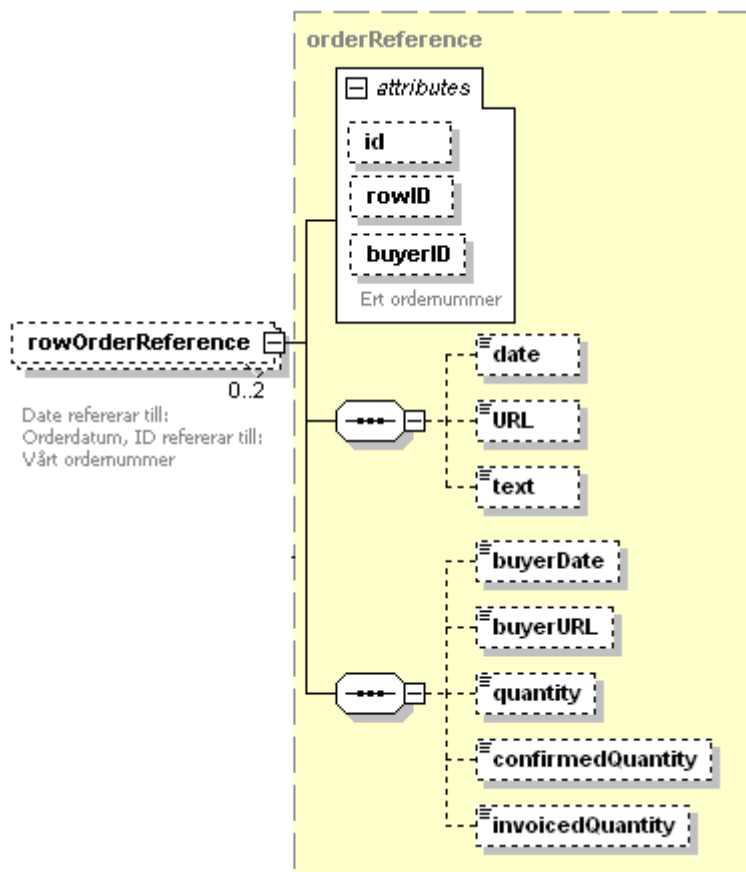 orderReference
attributes
id
rowID
buyerID
Ert ordernummer
rowOrderReference
0..2
Date refererar till:
Orderdatum, ID refererar till:
Vårt ordernummer
date
URL
text
buyerDate
buyerURL
quantity
confirmedQuantity
invoicedQuantity